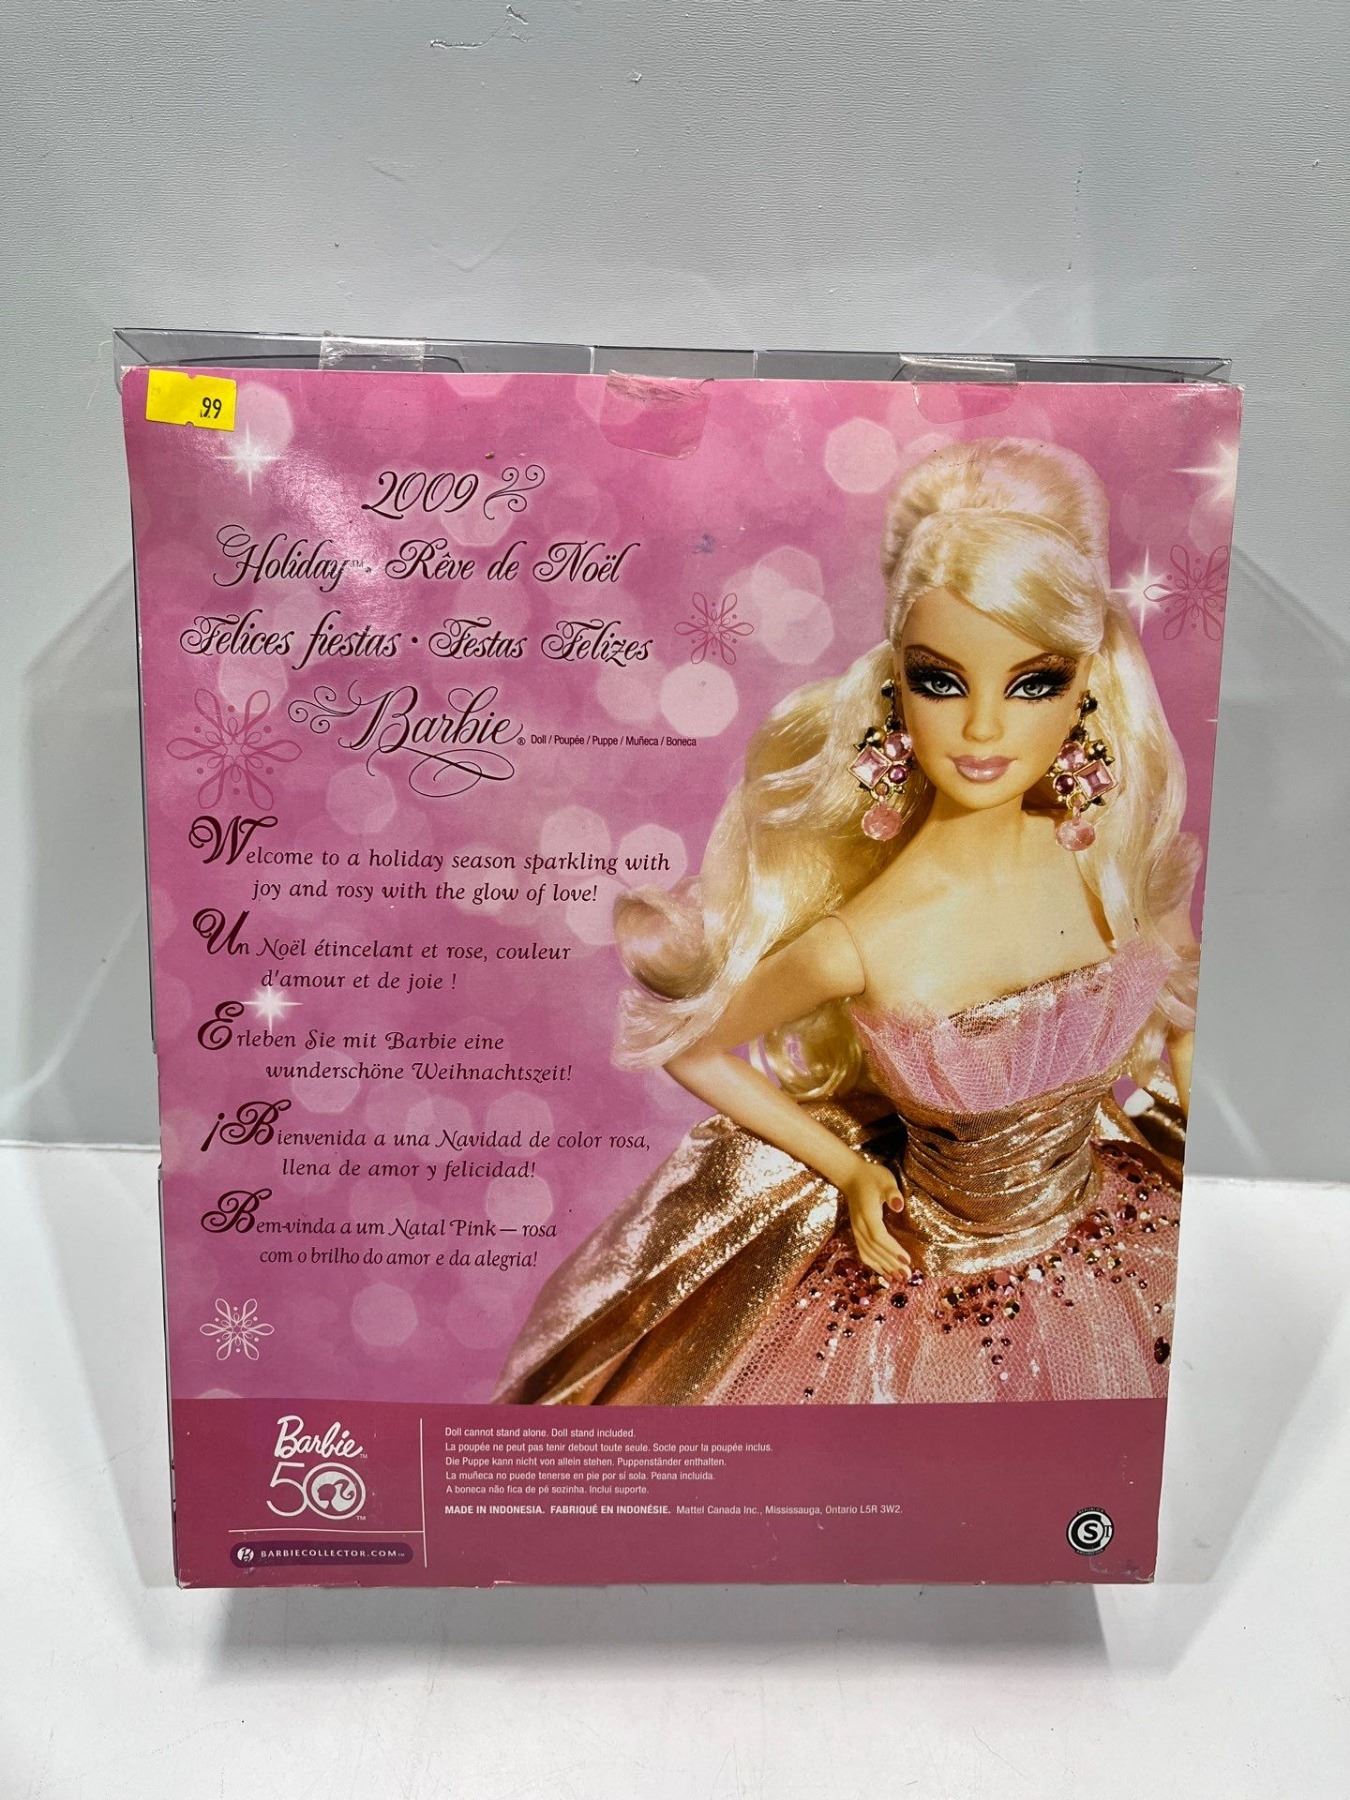 .99
2009
Holiday™ • Rêve de Noël
Felices fiestas • Festas Felizes
Barbie® Doll / Poupée / Puppe / Muñeca / Boneca
Welcome to a holiday season sparkling with
joy and rosy with the glow of love!
Un Noël étincelant et rose, couleur
d'amour et de joie !
Erleben Sie mit Barbie eine
wunderschöne Weihnachtszeit!
¡Bienvenida a una Navidad de color rosa,
llena de amor y felicidad!
Bem-vinda a um Natal Pink — rosa
com o brilho do amor e da alegria!
Barbie™
50™
BARBIECOLLECTOR.COM™
Doll cannot stand alone. Doll stand included.
La poupée ne peut pas tenir debout toute seule. Socle pour la poupée inclus.
Die Puppe kann nicht von allein stehen. Puppenständer enthalten.
La muñeca no puede tenerse en pie por sí sola. Peana incluida.
A boneca não fica de pé sozinha. Inclui suporte.
MADE IN INDONESIA. FABRIQUÉ EN INDONÉSIE. Mattel Canada Inc., Mississauga, Ontario L5R 3W2.